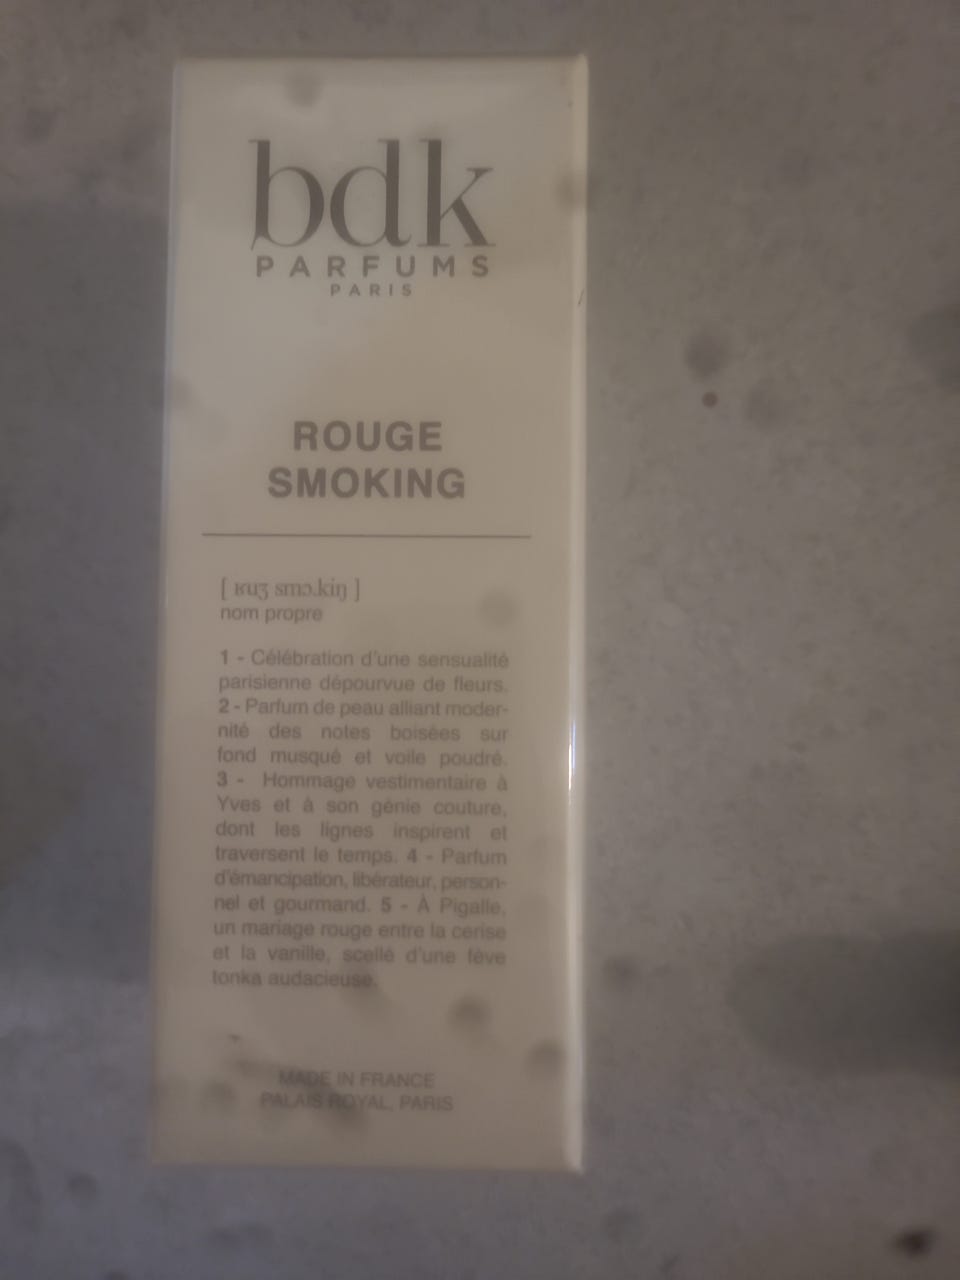 bdk
PARFUMS
PARIS
ROUGE
SMOKING
[ ʁuʒ smɔ.kiŋ ]
nom propre
1 - Célébration d'une sensualité
parisienne dépourvue de fleurs.
2 - Parfum de peau alliant moder-
nité des notes boisées sur
fond musqué et voile poudré.
3 - Hommage vestimentaire à
Yves et à son génie couture,
dont les lignes inspirent et
traversent le temps. 4 - Parfum
d'émancipation, libérateur, person-
nel et gourmand. 5 - À Pigalle,
un mariage rouge entre la cerise
et la vanille, scellé d'une fève
tonka audacieuse.
MADE IN FRANCE
PALAIS ROYAL, PARIS